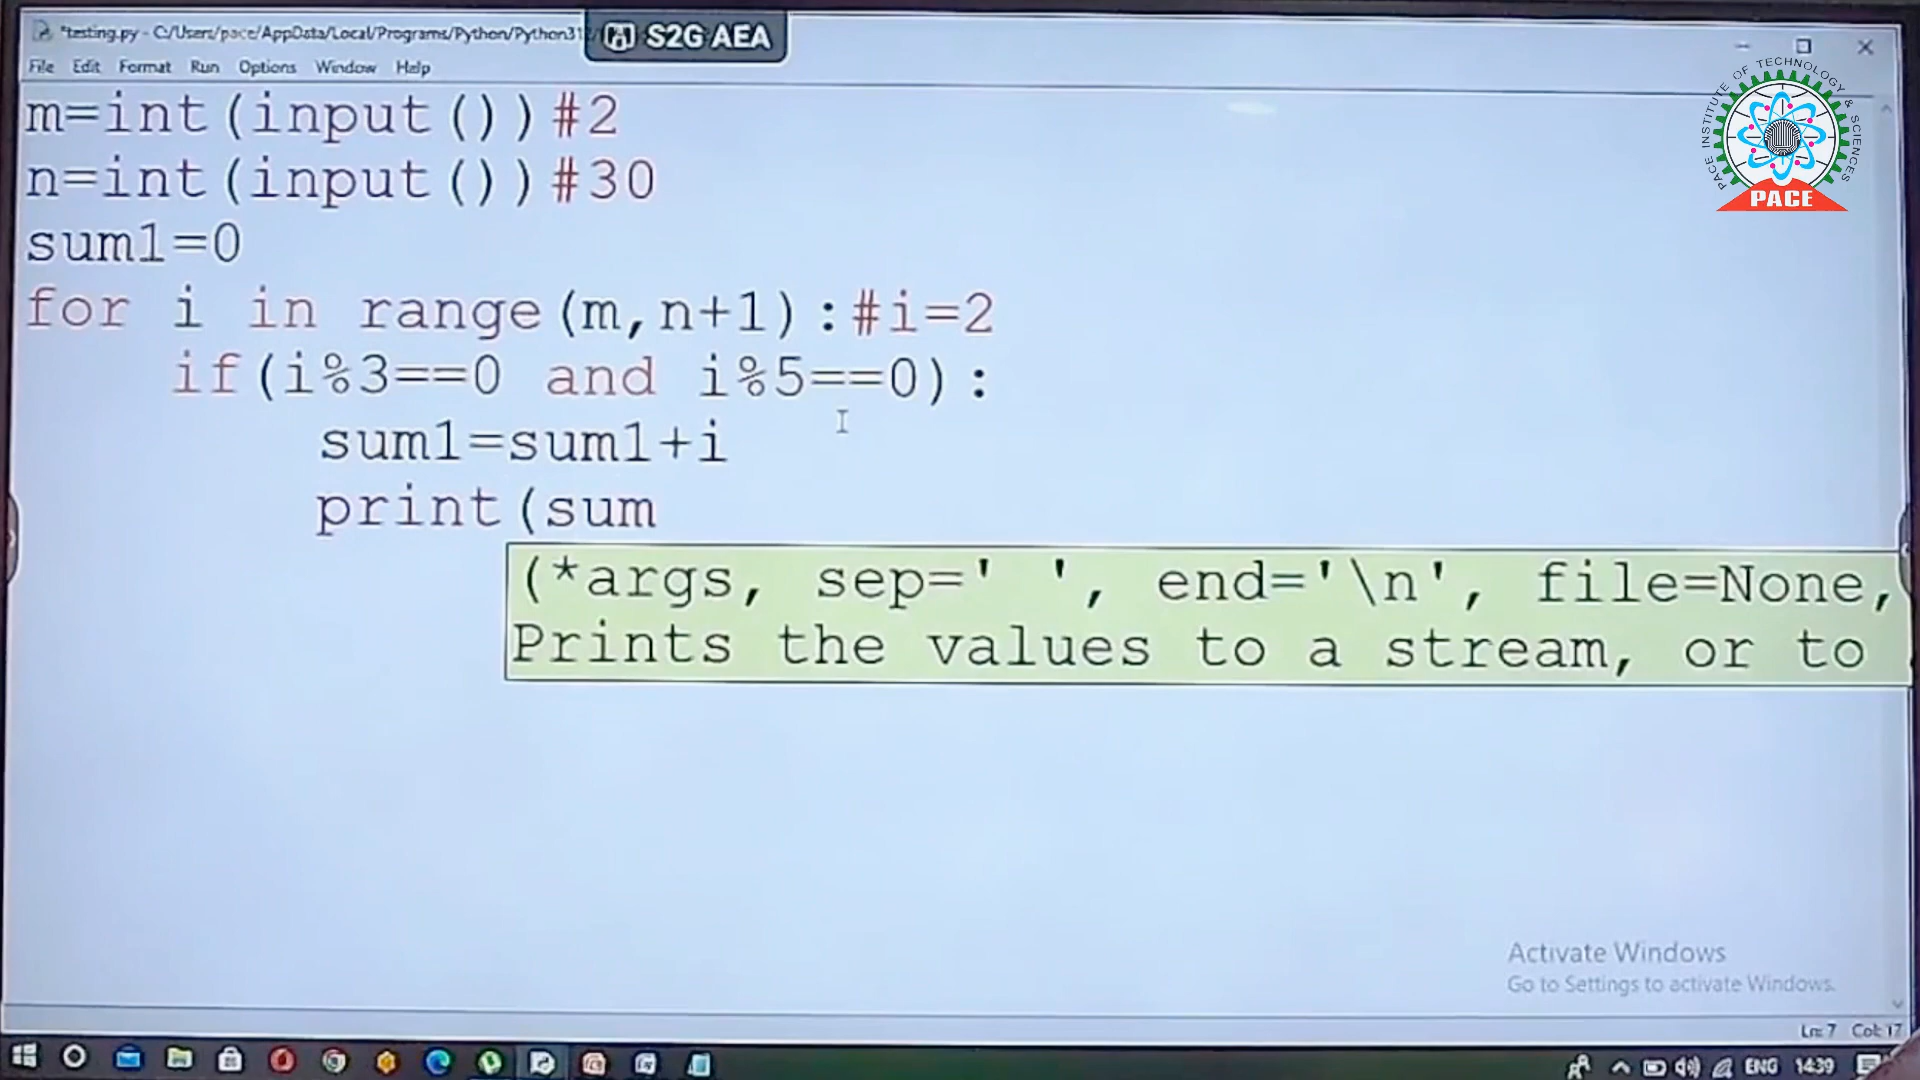 *testing.py - C:/Users/pace/AppData/Local/Programs/Python/Python31
S2G AEA
File Edit Format Run Options Window Help
m=int(input())#2
n=int(input())#30
sum1=0
for i in range(m,n+1):#i=2
if(i%3==0 and i%5==0):
sum1=sum1+i
print(sum
(*args, sep=' ', end='\n', file=None,
Prints the values to a stream, or to
PACE INSTITUTE OF TECHNOLOGY & SCIENCES
PACE
Activate Windows
Go to Settings to activate Windows.
Ln: 7 Col: 17
ENG 14:39